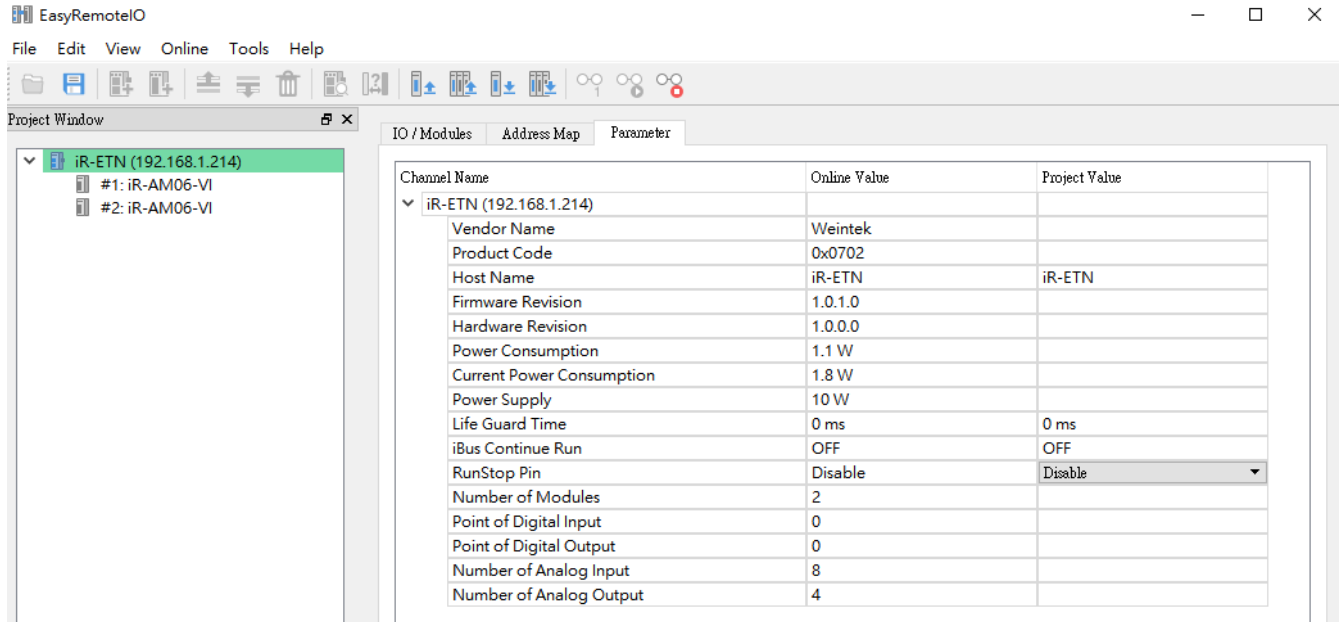 EasyRemoteIO
File Edit View Online Tools Help
Project Window
iR-ETN (192.168.1.214)
#1: iR-AM06-VI
#2: iR-AM06-VI
IO / Modules Address Map Parameter
Channel Name Online Value Project Value
iR-ETN (192.168.1.214)
Vendor Name Weintek
Product Code 0x0702
Host Name iR-ETN iR-ETN
Firmware Revision 1.0.1.0
Hardware Revision 1.0.0.0
Power Consumption 1.1 W
Current Power Consumption 1.8 W
Power Supply 10 W
Life Guard Time 0 ms 0 ms
iBus Continue Run OFF OFF
RunStop Pin Disable Disable
Number of Modules 2
Point of Digital Input 0
Point of Digital Output 0
Number of Analog Input 8
Number of Analog Output 4